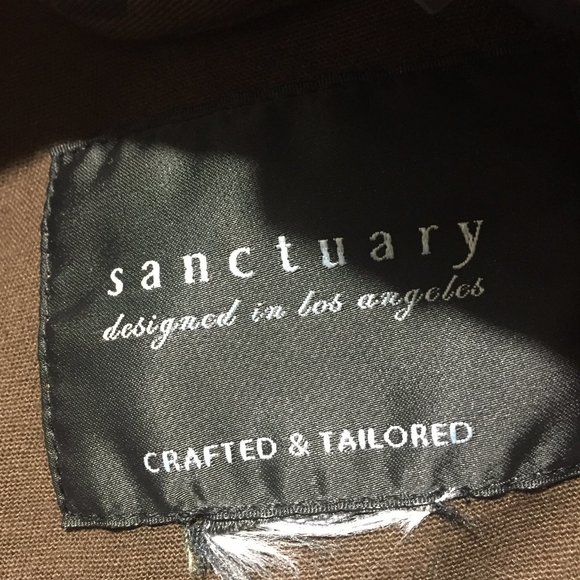 sanctuary
designed in los angeles
CRAFTED & TAILORED